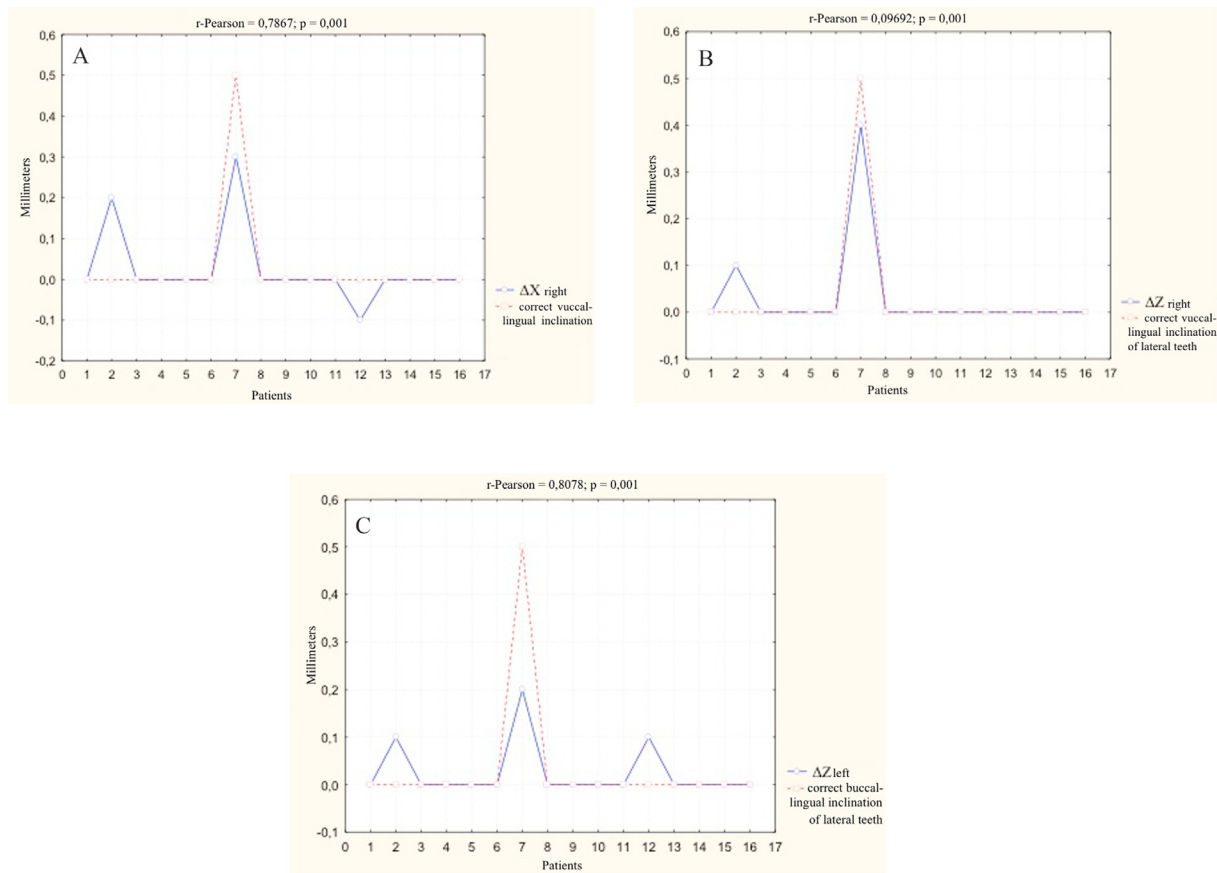 r-Pearson = 0,7867; p = 0,001
A
0,6
0,5
0,4
0,3
0,2
0,1
0,0
-0,1
-0,2
Millimeters
0 1 2 3 4 5 6 7 8 9 10 11 12 13 14 15 16 17
Patients
ΔX right
correct vuccal-
lingual inclination
r-Pearson = 0,09692; p = 0,001
B
0,6
0,5
0,4
0,3
0,2
0,1
0,0
-0,1
Millimeters
0 1 2 3 4 5 6 7 8 9 10 11 12 13 14 15 16 17
Patients
ΔZ right
correct vuccal-
lingual inclination
of lateral teeth
r-Pearson = 0,8078; p = 0,001
C
0,6
0,5
0,4
0,3
0,2
0,1
0,0
-0,1
Millimeters
0 1 2 3 4 5 6 7 8 9 10 11 12 13 14 15 16 17
Patients
ΔZ left
correct buccal-
lingual inclination
of lateral teeth